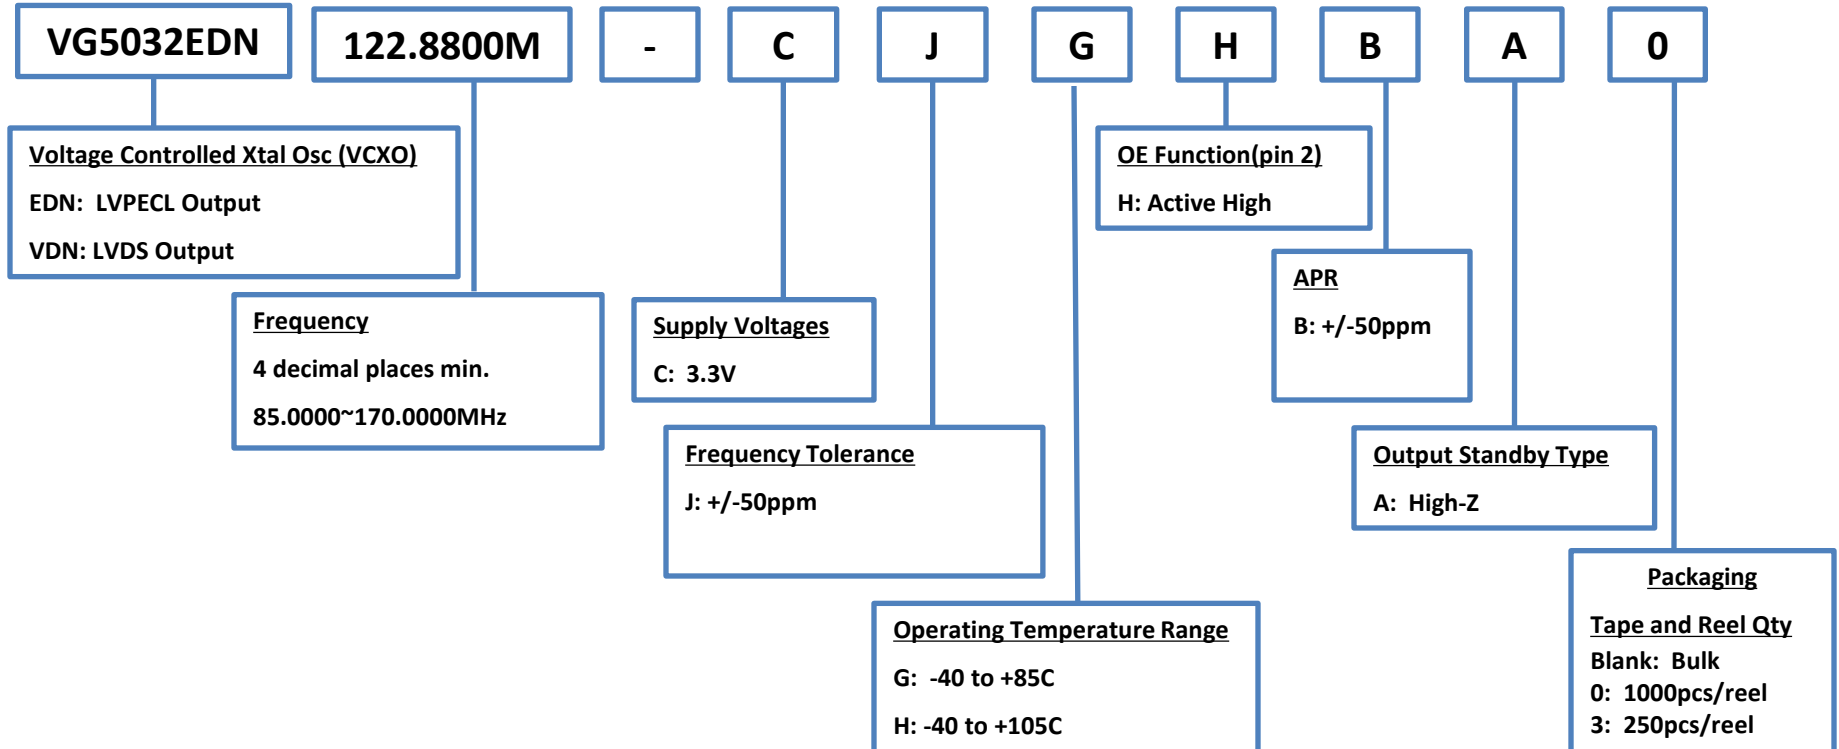 VG5032EDN 122.8800M - C J G H B A 0
Voltage Controlled Xtal Osc (VCXO)
EDN: LVPECL Output
VDN: LVDS Output
OE Function(pin 2)
H: Active High
Frequency
4 decimal places min.
85.0000~170.0000MHz
Supply Voltages
C: 3.3V
APR
B: +/-50ppm
Frequency Tolerance
J: +/-50ppm
Output Standby Type
A: High-Z
Operating Temperature Range
G: -40 to +85C
H: -40 to +105C
Packaging
Tape and Reel Qty
Blank: Bulk
0: 1000pcs/reel
3: 250pcs/reel